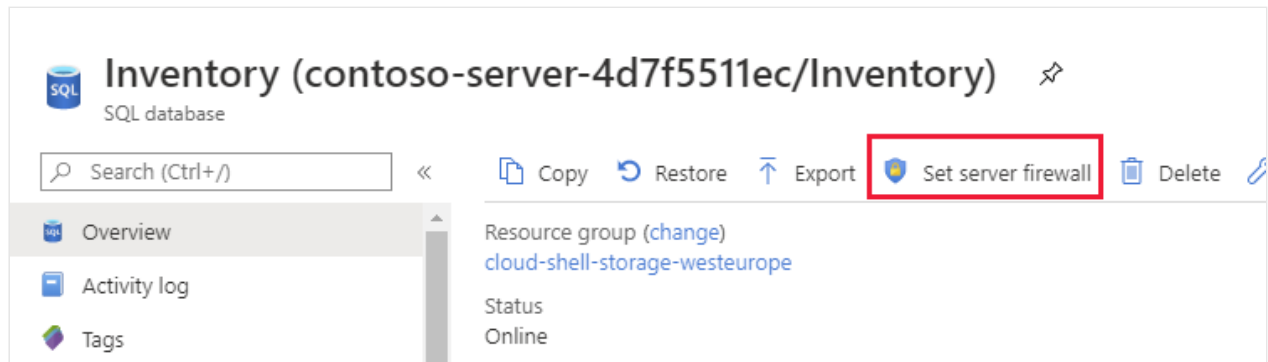 Inventory (contoso-server-4d7f5511ec/Inventory)
SQL
SQL database
Search (Ctrl+/)
«
Copy
Restore
Export
Set server firewall
Delete
Overview
Activity log
Tags
Resource group (change)
cloud-shell-storage-westeurope
Status
Online